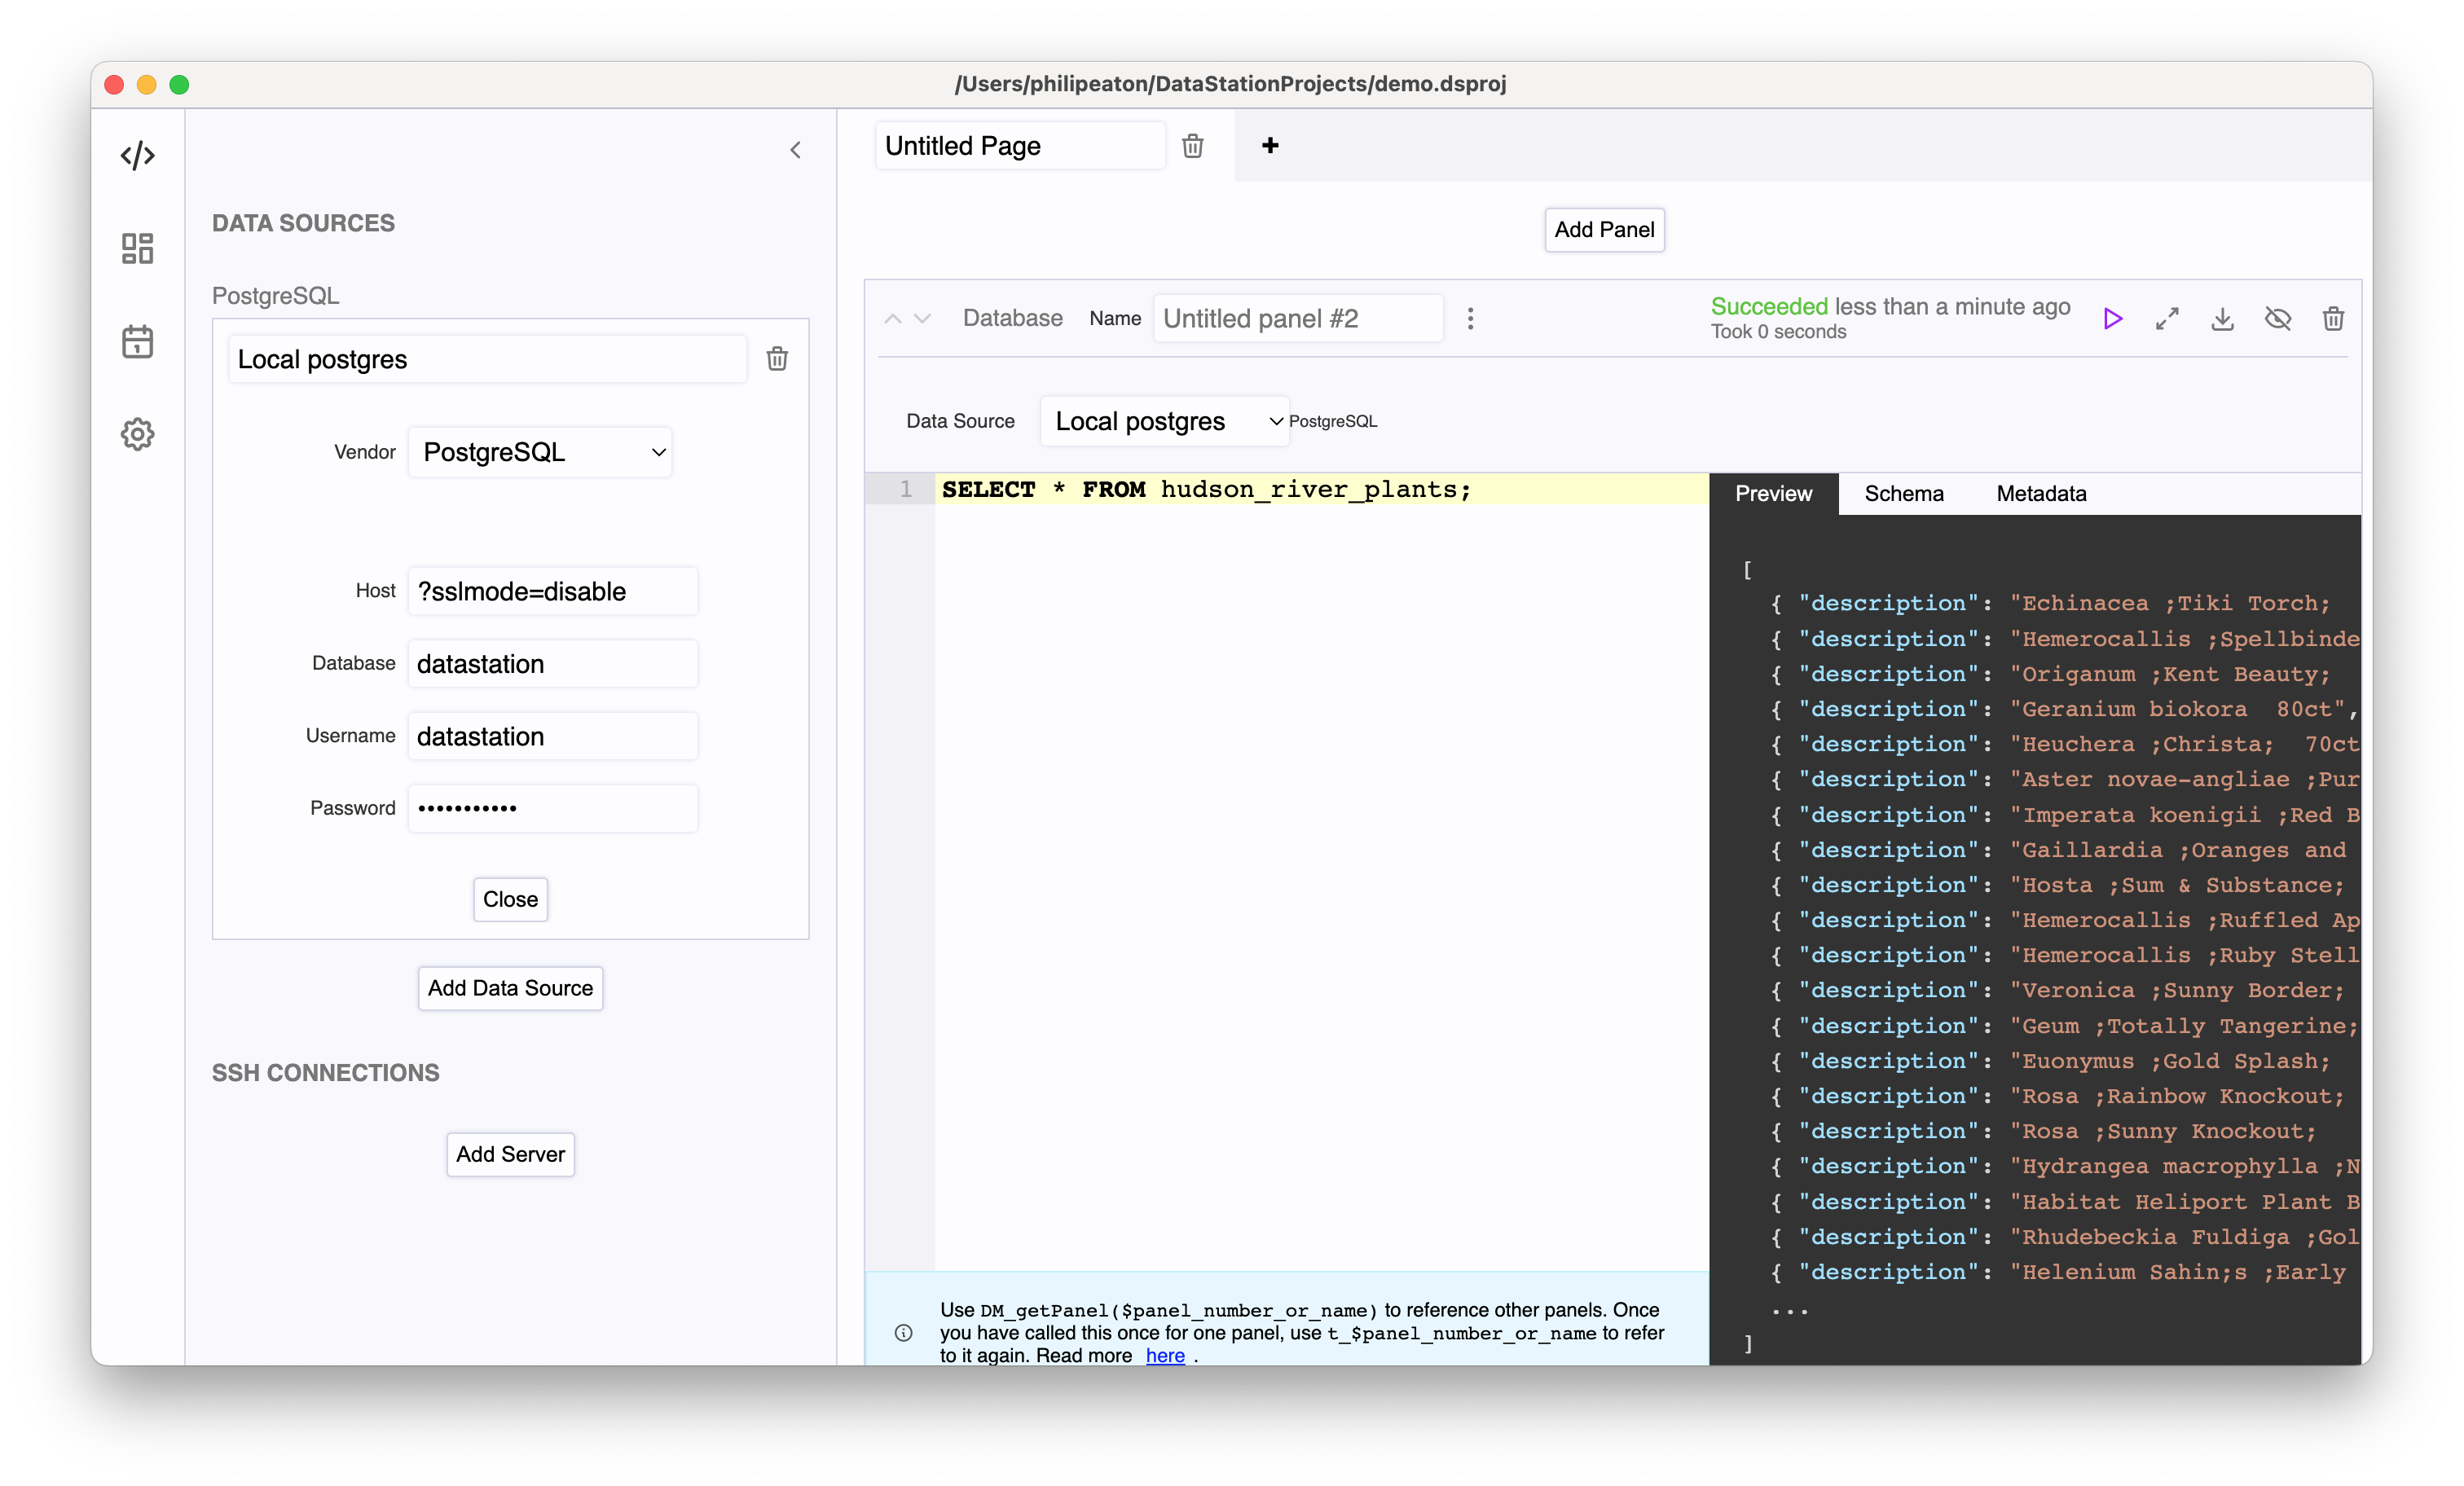 /Users/philipeaton/DataStationProjects/demo.dsproj
DATA SOURCES
PostgreSQL
Local postgres
Vendor PostgreSQL
Host ?sslmode=disable
Database datastation
Username datastation
Password •••••••••••
Close
Add Data Source
SSH CONNECTIONS
Add Server
Untitled Page
+
Add Panel
Database Name Untitled panel #2
Succeeded less than a minute ago
Took 0 seconds
Data Source Local postgres PostgreSQL
1 SELECT * FROM hudson_river_plants;
Use DM_getPanel($panel_number_or_name) to reference other panels. Once
you have called this once for one panel, use t_$panel_number_or_name to refer
to it again. Read more here .
Preview Schema Metadata
[
{ "description": "Echinacea ;Tiki Torch;
{ "description": "Hemerocallis ;Spellbinde
{ "description": "Origanum ;Kent Beauty;
{ "description": "Geranium biokora  80ct",
{ "description": "Heuchera ;Christa;  70ct
{ "description": "Aster novae-angliae ;Pur
{ "description": "Imperata koenigii ;Red B
{ "description": "Gaillardia ;Oranges and
{ "description": "Hosta ;Sum & Substance;
{ "description": "Hemerocallis ;Ruffled Ap
{ "description": "Hemerocallis ;Ruby Stell
{ "description": "Veronica ;Sunny Border;
{ "description": "Geum ;Totally Tangerine;
{ "description": "Euonymus ;Gold Splash;
{ "description": "Rosa ;Rainbow Knockout;
{ "description": "Rosa ;Sunny Knockout;
{ "description": "Hydrangea macrophylla ;N
{ "description": "Habitat Heliport Plant B
{ "description": "Rhudebeckia Fuldiga ;Gol
{ "description": "Helenium Sahin;s ;Early
...
]